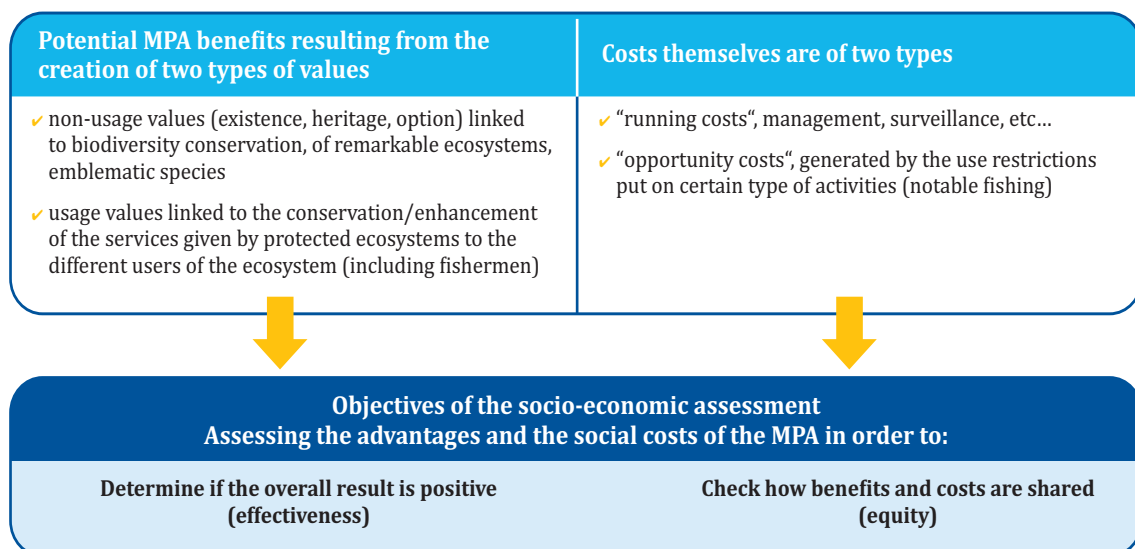 Potential MPA benefits resulting from the
creation of two types of values
✔ non-usage values (existence, heritage, option) linked
to biodiversity conservation, of remarkable ecosystems,
emblematic species
✔ usage values linked to the conservation/enhancement
of the services given by protected ecosystems to the
different users of the ecosystem (including fishermen)
Costs themselves are of two types
✔ “running costs“, management, surveillance, etc…
✔ “opportunity costs“, generated by the use restrictions
put on certain type of activities (notable fishing)
Objectives of the socio-economic assessment
Assessing the advantages and the social costs of the MPA in order to:
Determine if the overall result is positive
(effectiveness)
Check how benefits and costs are shared
(equity)